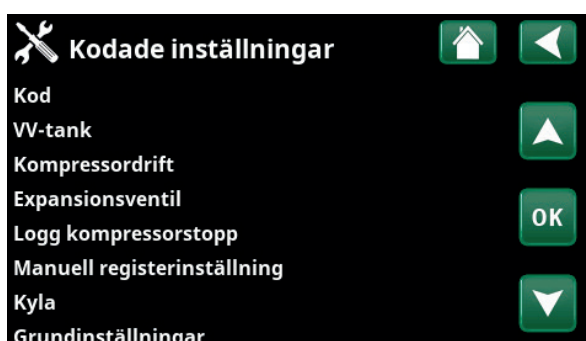 Kodade inställningar
Kod
VV-tank
Kompressordrift
Expansionsventil
OK
Logg kompressorstopp
Manuell registerinställning
Kyla
Grundinställningar